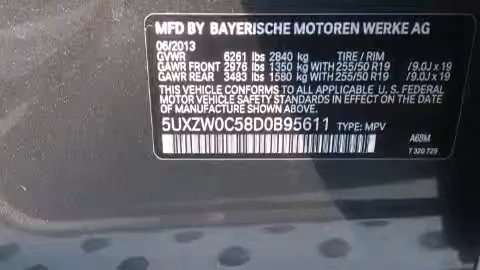 MFD BY BAYERISCHE MOTOREN WERKE AG
06/2013
GVWR 6261 lbs 2840 kg TIRE / RIM
GAWR FRONT 2976 lbs 1350 kg WITH 255/50 R19 /9.0J x 19
GAWR REAR 3483 lbs 1580 kg WITH 255/50 R19 /9.0J x 19
THIS VEHICLE CONFORMS TO ALL APPLICABLE U.S. FEDERAL
MOTOR VEHICLE SAFETY STANDARDS IN EFFECT ON THE DATE
OF MANUFACTURE SHOWN ABOVE.
5UXZW0C58D0B95611 TYPE: MPV
A68M
7 320 729